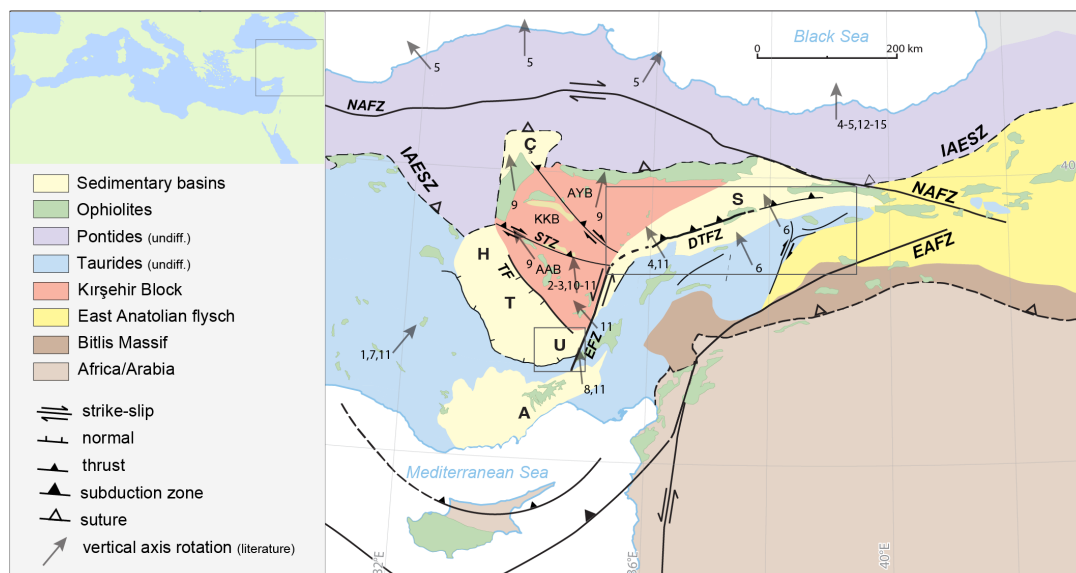 Sedimentary basins
Ophiolites
Pontides (undiff.)
Taurides (undiff.)
Kırşehir Block
East Anatolian flysch
Bitlis Massif
Africa/Arabia
strike-slip
normal
thrust
subduction zone
suture
vertical axis rotation (literature)
Black Sea
0 200 km
5
5
5
4-5,12-15
NAFZ
IAESZ
IAESZ
NAFZ
EAFZ
Ç
9
AYB
9
KKB
STZ
S
DTFZ
6
6
4,11
H
TF
9
AAB
2-3,10-11
T
11
U
EFZ
1,7,11
8,11
A
Mediterranean Sea
32°E
36°E
40°E